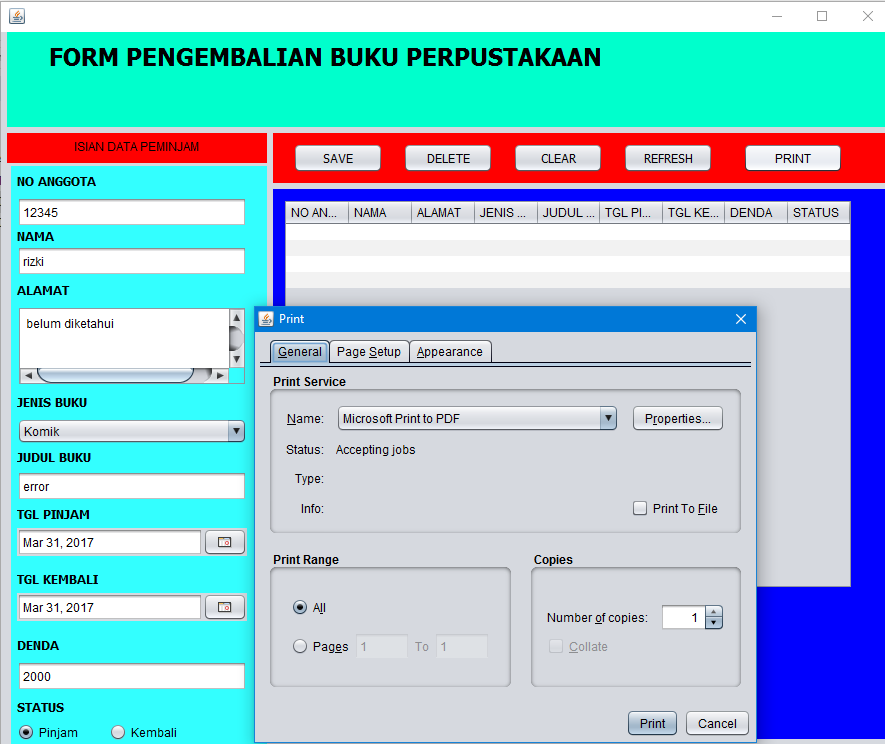 FORM PENGEMBALIAN BUKU PERPUSTAKAAN
ISIAN DATA PEMINJAM
SAVE DELETE CLEAR REFRESH PRINT
NO ANGGOTA
12345
NAMA
rizki
ALAMAT
belum diketahui
JENIS BUKU
Komik
JUDUL BUKU
error
TGL PINJAM
Mar 31, 2017
TGL KEMBALI
Mar 31, 2017
DENDA
2000
STATUS
Pinjam Kembali
NO AN... NAMA ALAMAT JENIS ... JUDUL ... TGL PI... TGL KE... DENDA STATUS
Print
General Page Setup Appearance
Print Service
Name: Microsoft Print to PDF Properties...
Status: Accepting jobs
Type:
Info: Print To File
Print Range
All
Pages 1 To 1
Copies
Number of copies: 1
Collate
Print Cancel